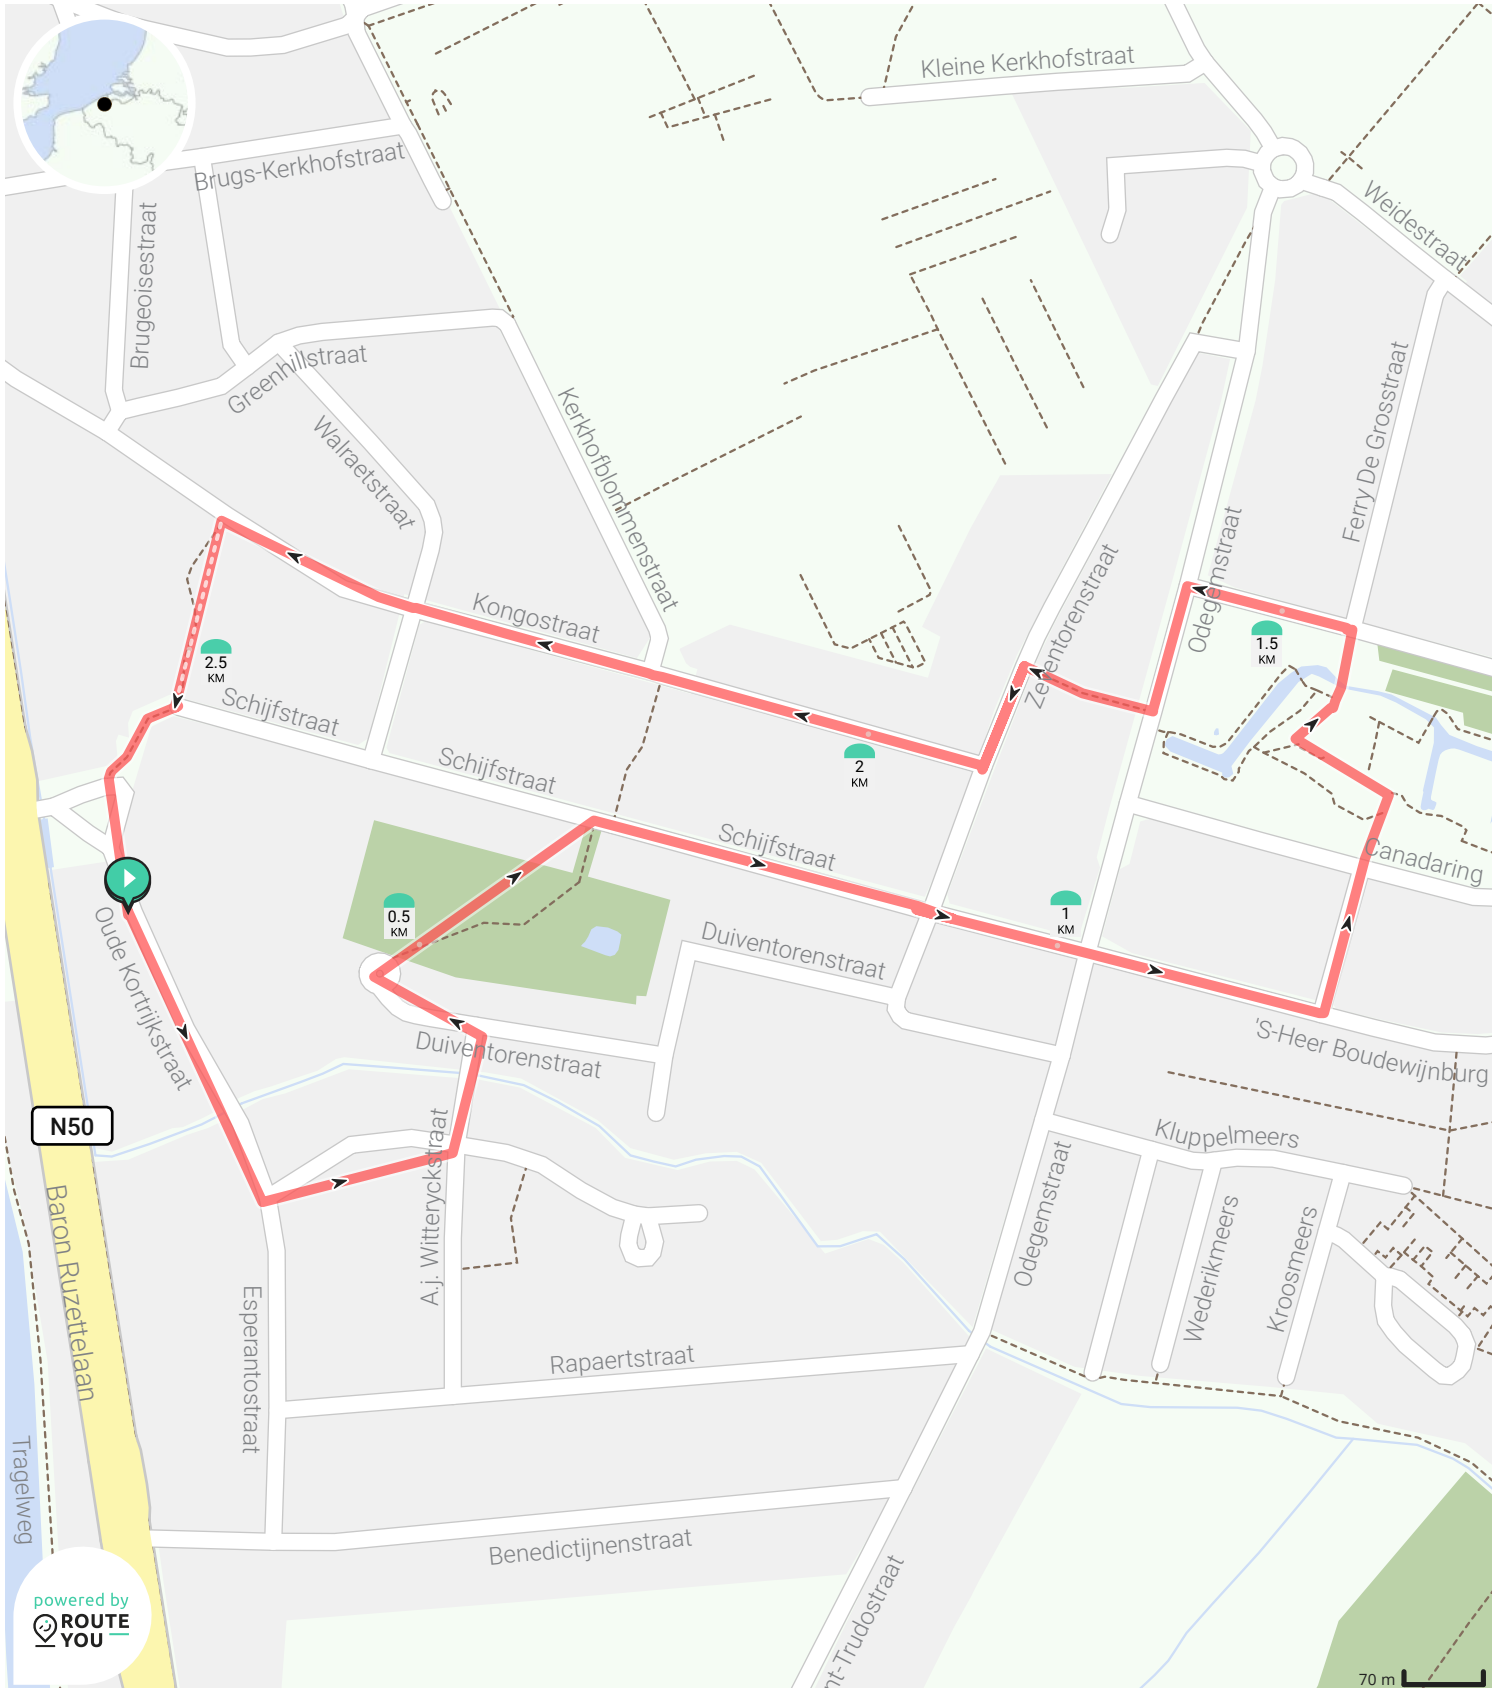 Kleine Kerkhofstraat
Brugs-Kerkhofstraat
Weidestraat
Brugeoisestraat
Greenhillstraat
Walraetstraat
Kerkhofblommenstraat
Ferry De Grosstraat
Odegemstraat
Zeventorenstraat
Kongostraat
1.5
KM
2.5
KM
Schijfstraat
Schijfstraat
2
KM
Schijfstraat
Canadaring
0.5
KM
1
KM
Oude Kortrijkstraat
Duiventorenstraat
Duiventorenstraat
'S-Heer Boudewijnburg
N50
A.j. Witteryckstraat
Kluppelmeers
Odegemstraat
Wederikmeers
Kroosmeers
Baron Ruzettelaan
Esperantostraat
Rapaertstraat
Tragelweg
Benedictijnenstraat
nt-Trudostraat
powered by
ROUTE
YOU
70 m